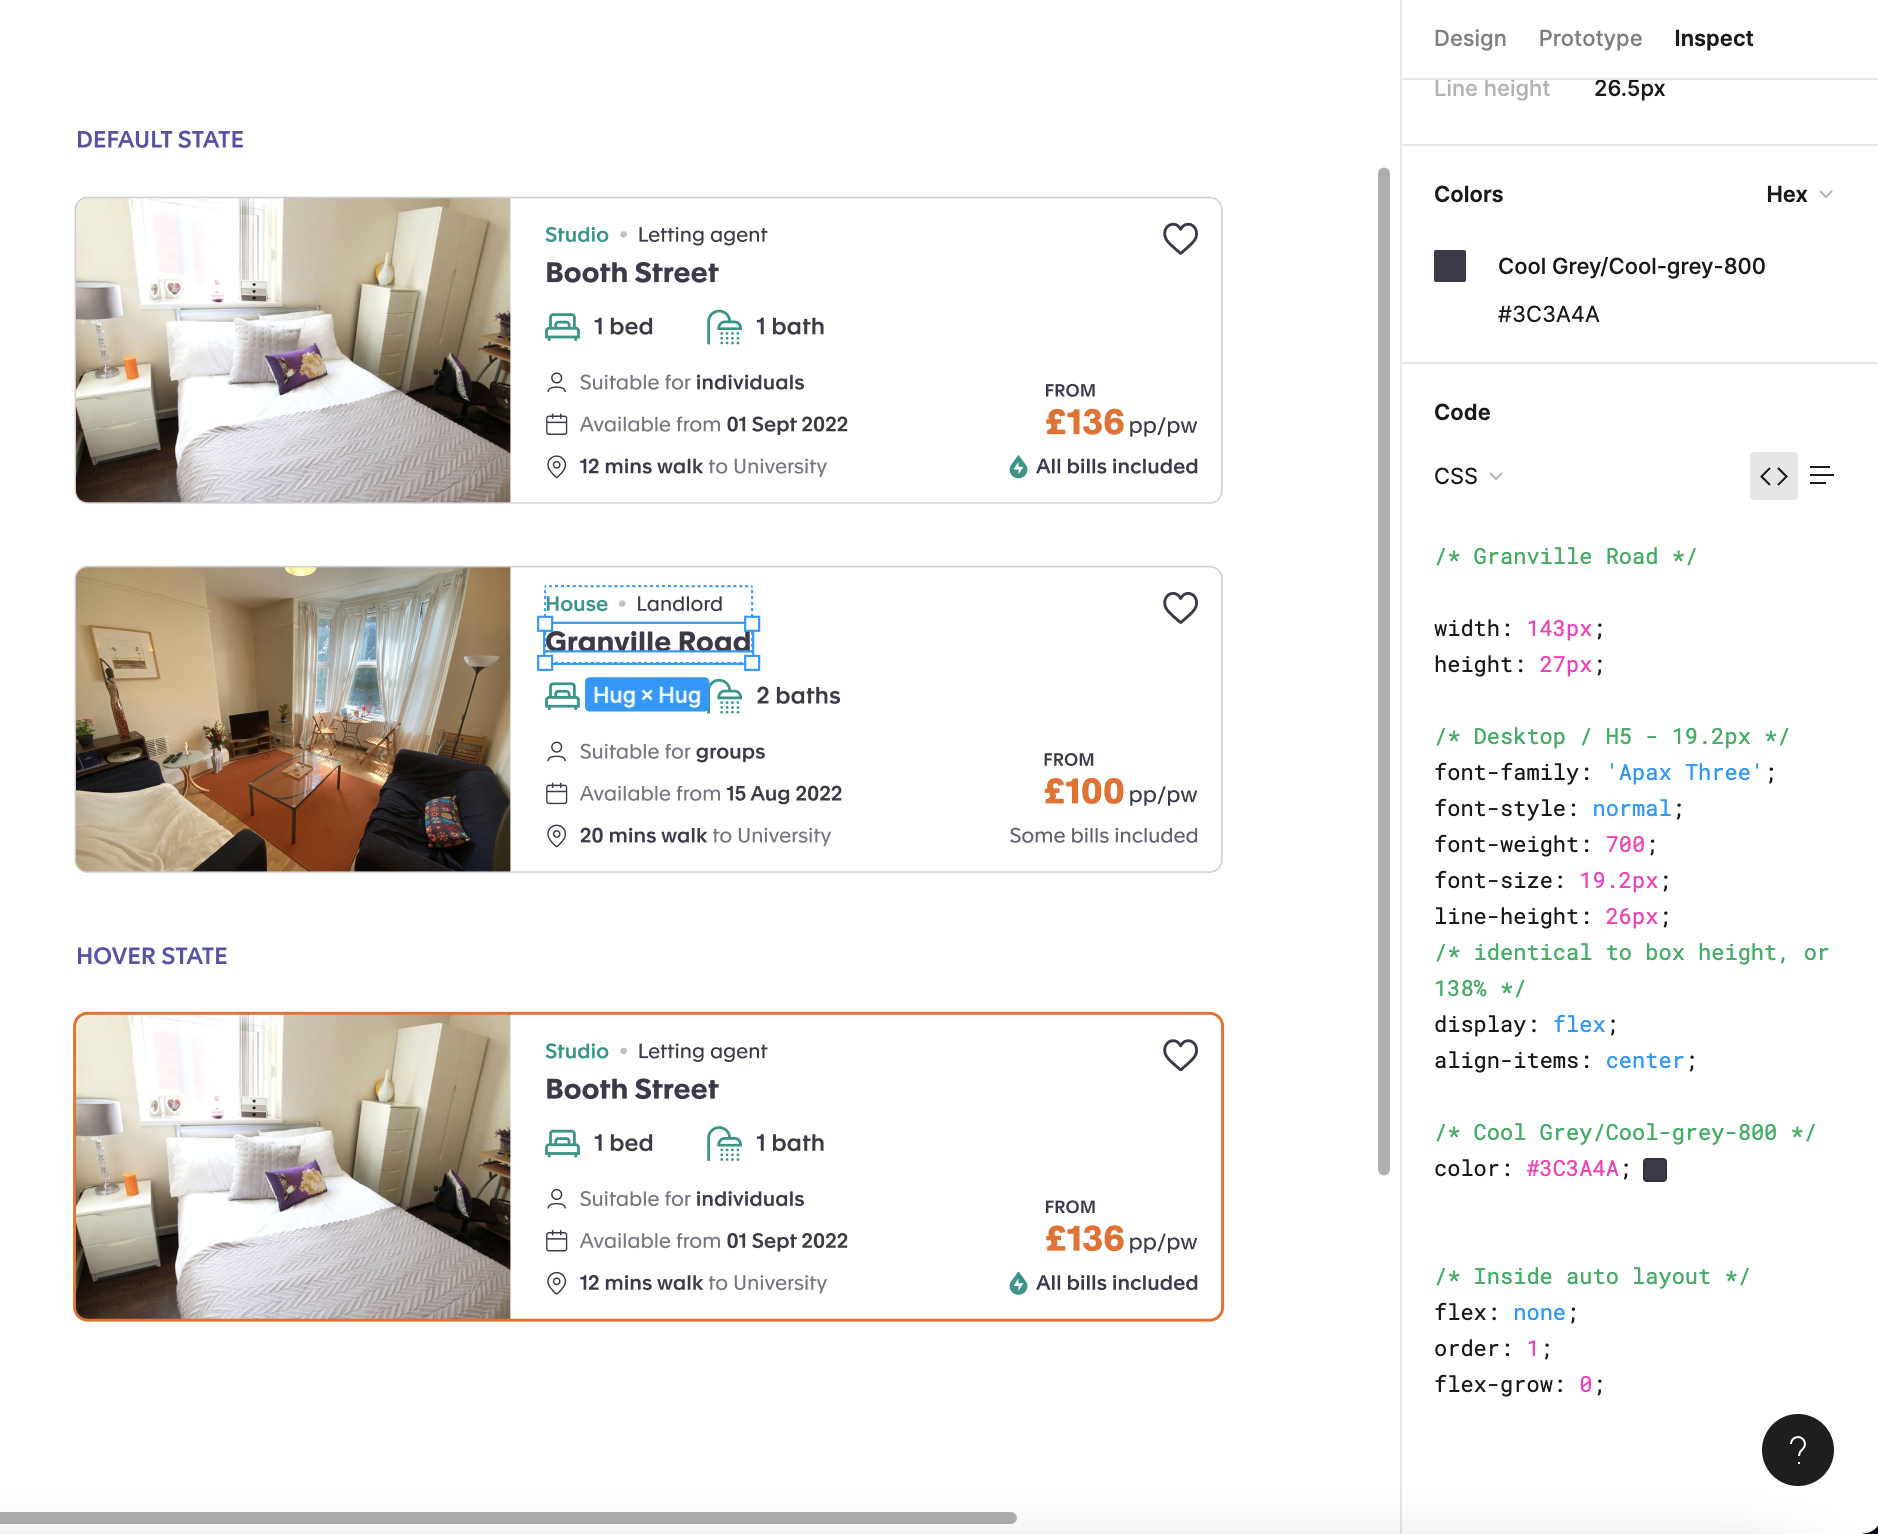 DEFAULT STATE
Studio • Letting agent
Booth Street
1 bed 1 bath
Suitable for individuals
Available from 01 Sept 2022
12 mins walk to University
FROM
£136 pp/pw
All bills included
House • Landlord
Granville Road
Hug × Hug 2 baths
Suitable for groups
Available from 15 Aug 2022
20 mins walk to University
FROM
£100 pp/pw
Some bills included
HOVER STATE
Studio • Letting agent
Booth Street
1 bed 1 bath
Suitable for individuals
Available from 01 Sept 2022
12 mins walk to University
FROM
£136 pp/pw
All bills included
Design Prototype Inspect
Line height 26.5px
Colors Hex
Cool Grey/Cool-grey-800
#3C3A4A
Code
CSS
/* Granville Road */
width: 143px;
height: 27px;
/* Desktop / H5 - 19.2px */
font-family: 'Apax Three';
font-style: normal;
font-weight: 700;
font-size: 19.2px;
line-height: 26px;
/* identical to box height, or
138% */
display: flex;
align-items: center;
/* Cool Grey/Cool-grey-800 */
color: #3C3A4A;
/* Inside auto layout */
flex: none;
order: 1;
flex-grow: 0;
?